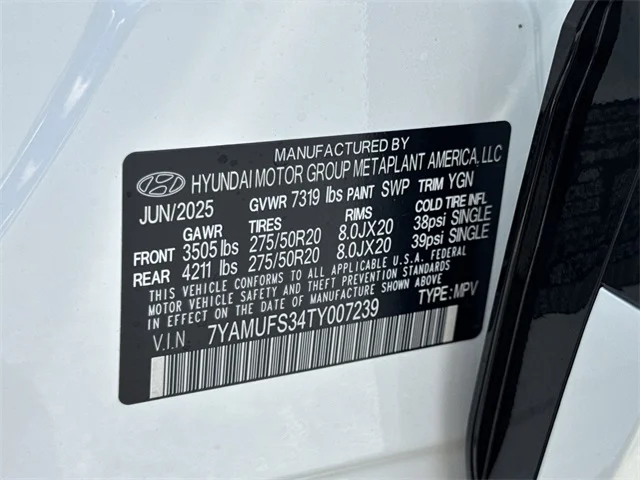 MANUFACTURED BY
HYUNDAI MOTOR GROUP METAPLANT AMERICA, LLC
JUN/2025 GVWR 7319 lbs PAINT SWP TRIM YGN
GAWR TIRES RIMS COLD TIRE INFL
FRONT 3505 lbs 275/50R20 8.0JX20 38psi SINGLE
REAR 4211 lbs 275/50R20 8.0JX20 39psi SINGLE
THIS VEHICLE CONFORMS TO ALL APPLICABLE U.S.A. FEDERAL
MOTOR VEHICLE SAFETY AND THEFT PREVENTION STANDARDS
IN EFFECT ON THE DATE OF MANUFACTURE SHOWN ABOVE.
V.I.N 7YAMUFS34TY007239 TYPE: MPV